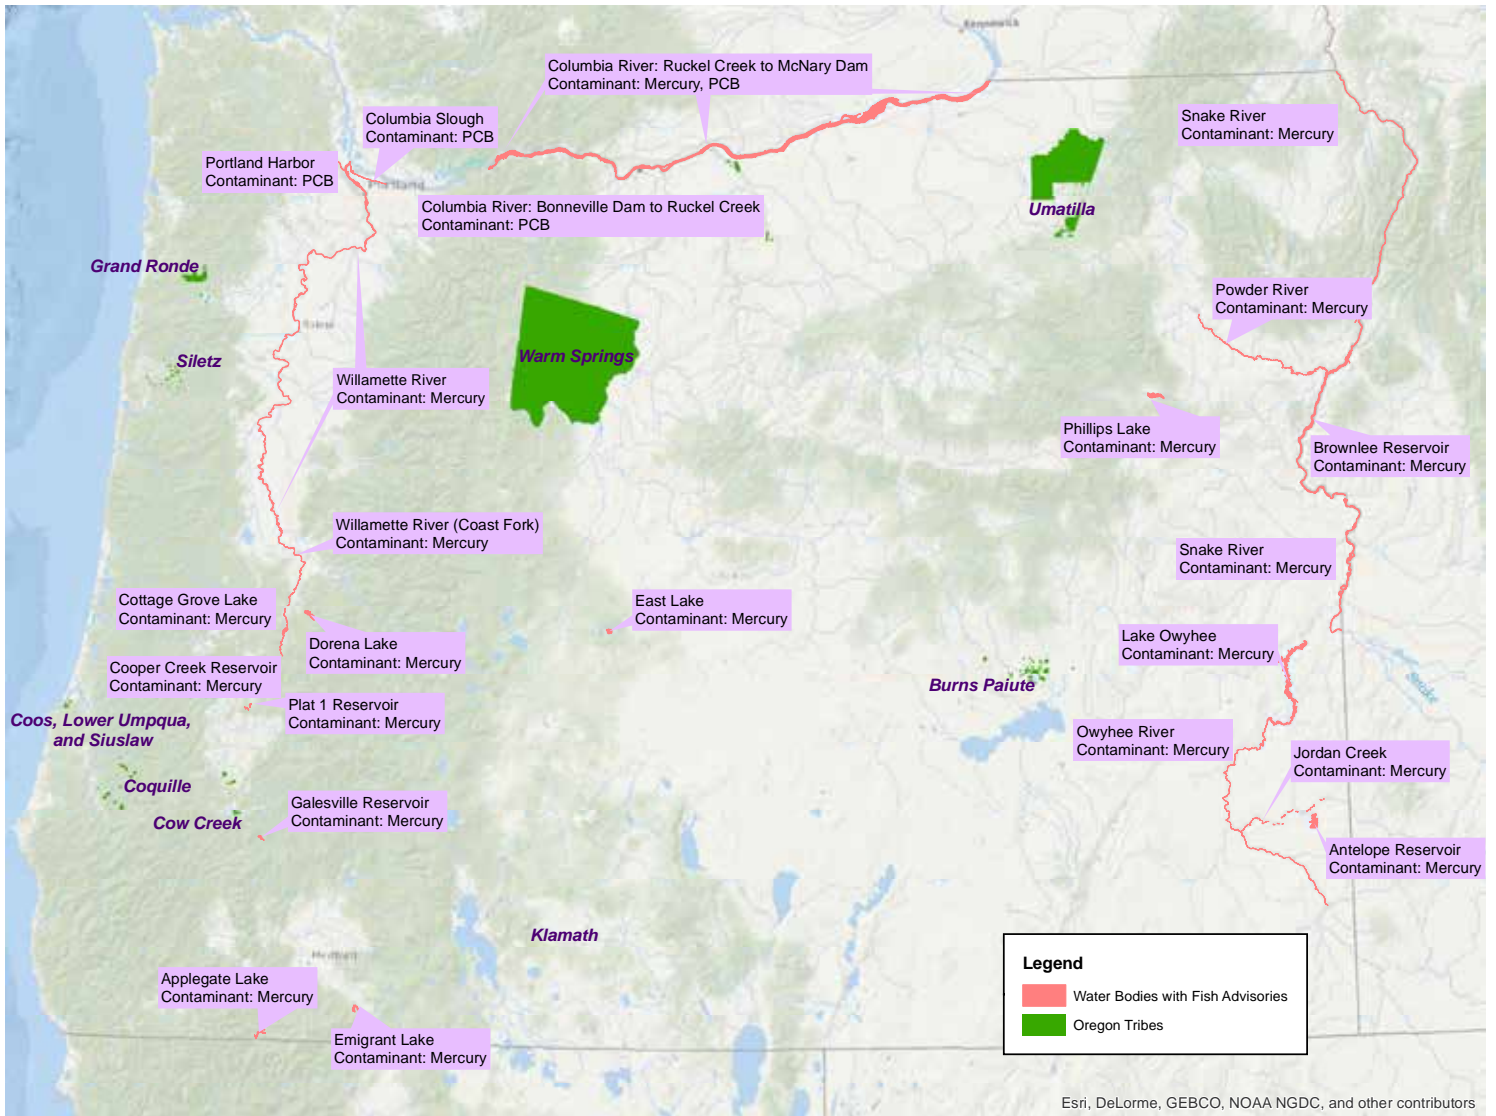 Kennewick
Columbia River: Ruckel Creek to McNary Dam
Contaminant: Mercury, PCB
Columbia Slough
Contaminant: PCB
Snake River
Contaminant: Mercury
Portland Harbor
Contaminant: PCB
Portland
Columbia River: Bonneville Dam to Ruckel Creek
Contaminant: PCB
Umatilla
Grand Ronde
Powder River
Contaminant: Mercury
Salem
Siletz
Warm Springs
Willamette River
Contaminant: Mercury
Phillips Lake
Contaminant: Mercury
Brownlee Reservoir
Contaminant: Mercury
Willamette River (Coast Fork)
Contaminant: Mercury
Snake River
Contaminant: Mercury
Cottage Grove Lake
Contaminant: Mercury
East Lake
Contaminant: Mercury
Dorena Lake
Contaminant: Mercury
Lake Owyhee
Contaminant: Mercury
Cooper Creek Reservoir
Contaminant: Mercury
Burns Paiute
Snake
Plat 1 Reservoir
Contaminant: Mercury
Coos, Lower Umpqua,
and Siuslaw
Owyhee River
Contaminant: Mercury
Jordan Creek
Contaminant: Mercury
Coquille
Cow Creek
Galesville Reservoir
Contaminant: Mercury
Antelope Reservoir
Contaminant: Mercury
Klamath
Medford
Applegate Lake
Contaminant: Mercury
Emigrant Lake
Contaminant: Mercury
Legend
Water Bodies with Fish Advisories
Oregon Tribes
Esri, DeLorme, GEBCO, NOAA NGDC, and other contributors